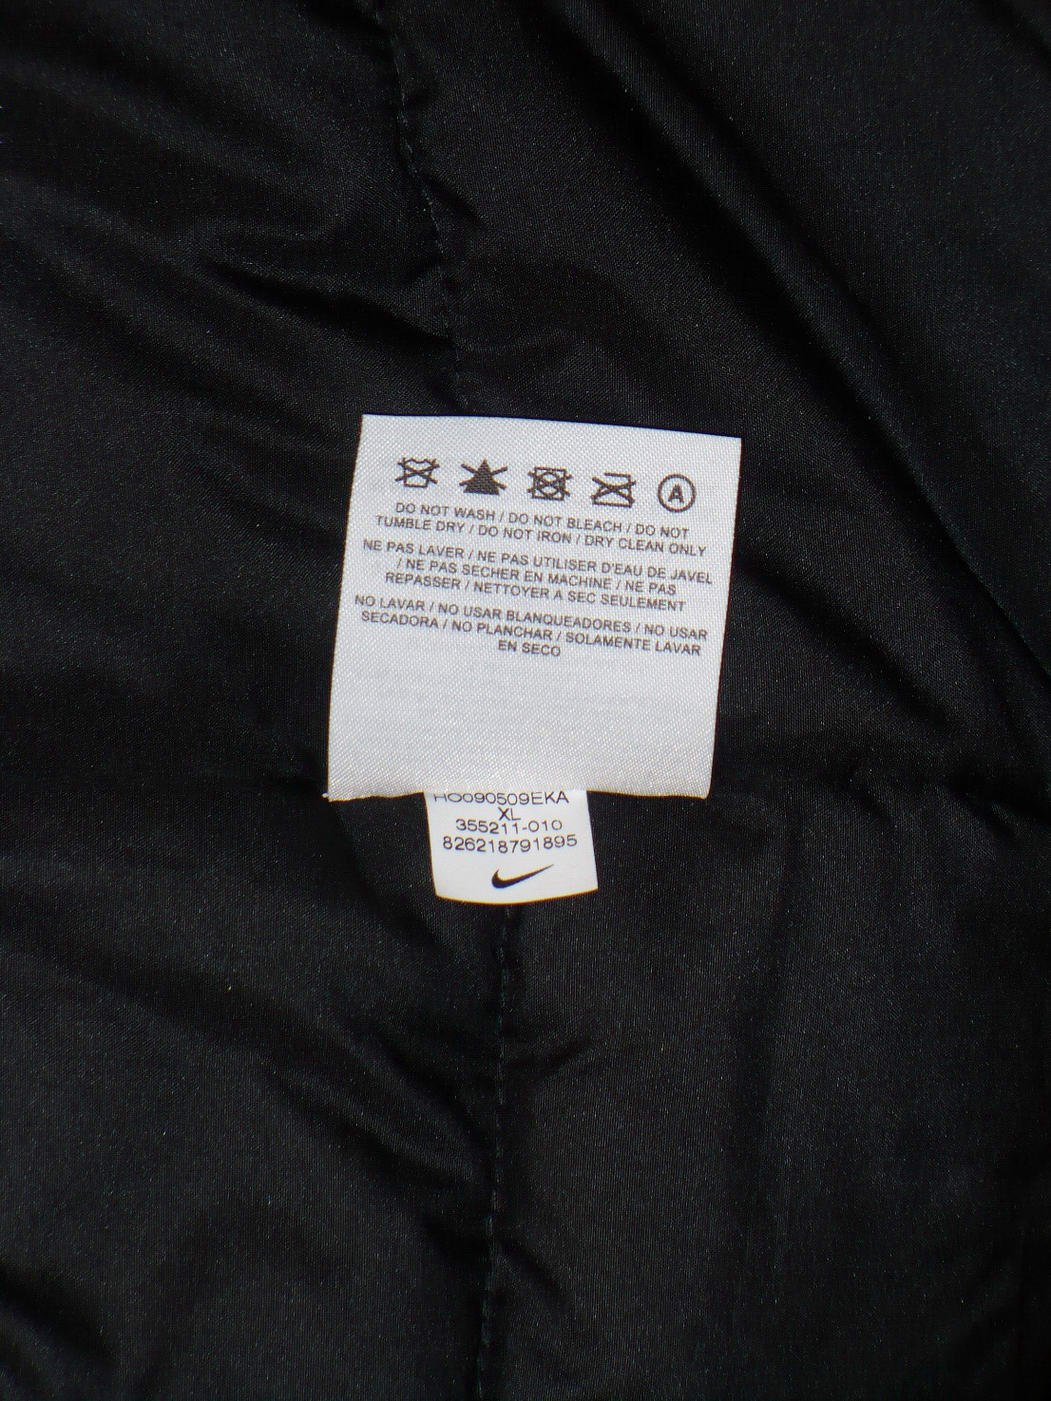 A
DO NOT WASH / DO NOT BLEACH / DO NOT
TUMBLE DRY / DO NOT IRON / DRY CLEAN ONLY
NE PAS LAVER / NE PAS UTILISER D'EAU DE JAVEL
/ NE PAS SECHER EN MACHINE / NE PAS
REPASSER / NETTOYER A SEC SEULEMENT
NO LAVAR / NO USAR BLANQUEADORES / NO USAR
SECADORA / NO PLANCHAR / SOLAMENTE LAVAR
EN SECO
HO090509EKA
XL
355211-010
826218791895